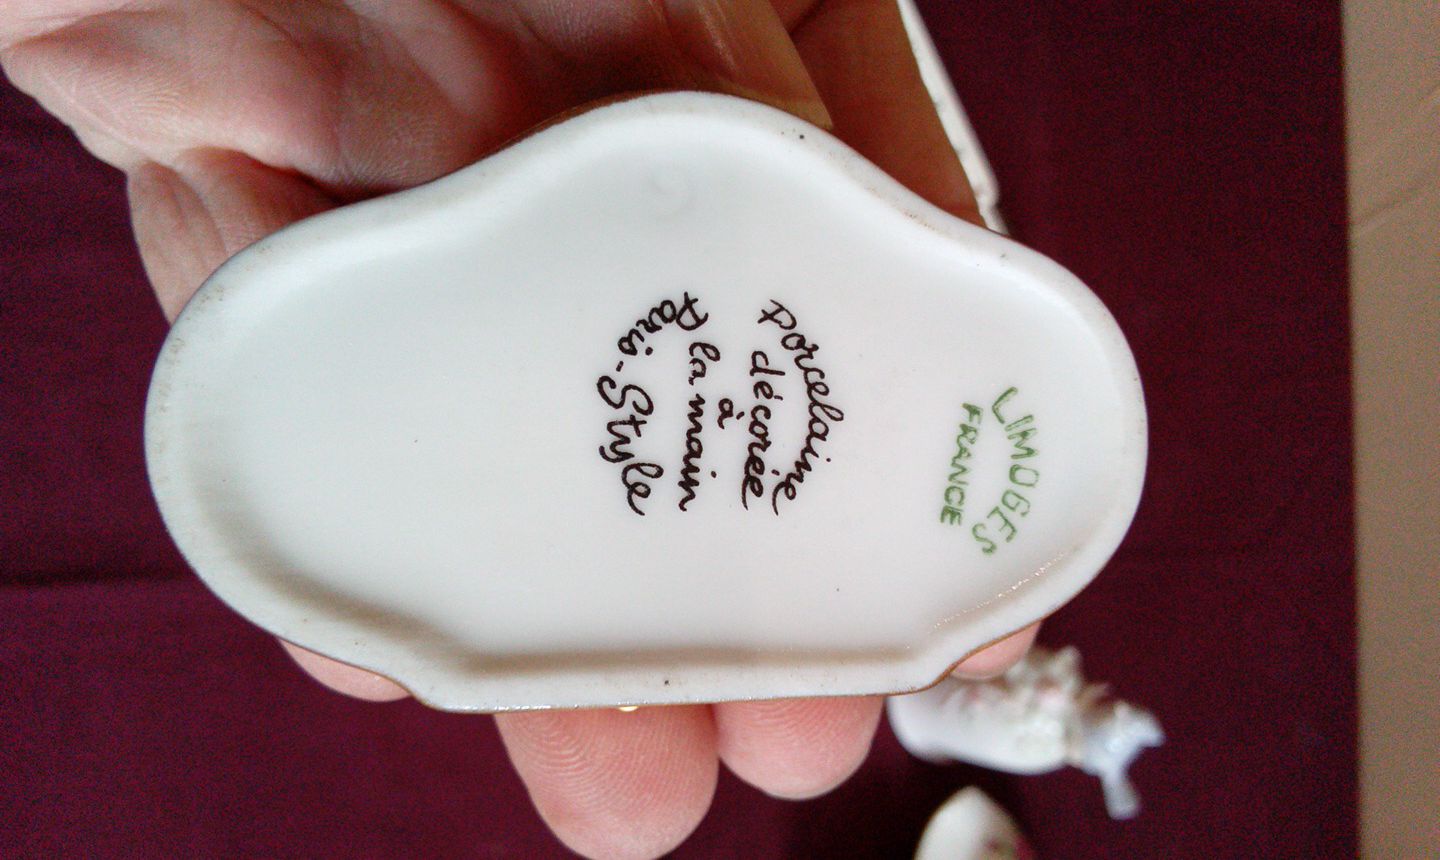 LIMOGES
FRANCE
Porcelaine
décorée
à
la main
Paris-Style